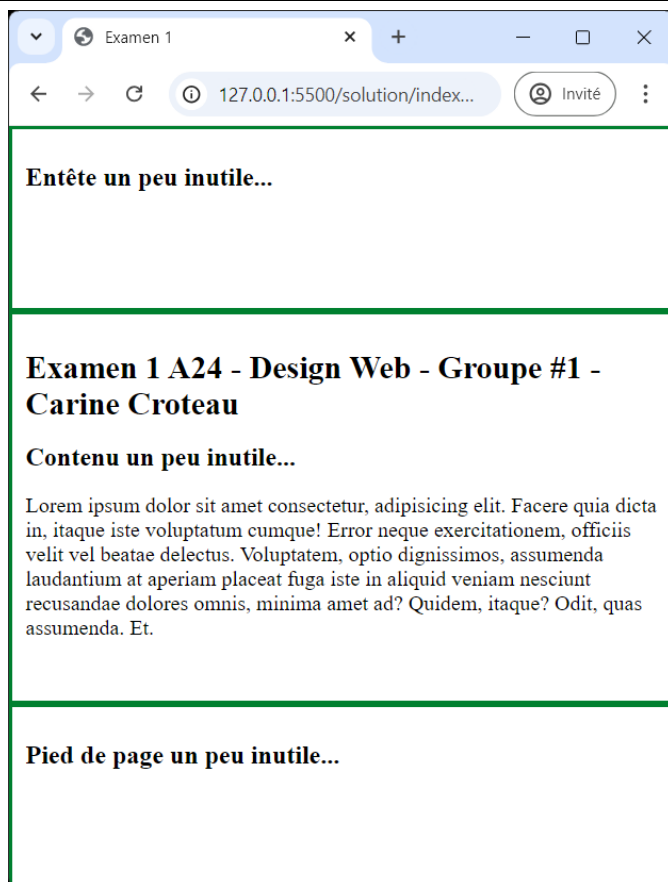 Examen 1
127.0.0.1:5500/solution/index...
Invité
Entête un peu inutile...
Examen 1 A24 - Design Web - Groupe #1 -
Carine Croteau
Contenu un peu inutile...
Lorem ipsum dolor sit amet consectetur, adipisicing elit. Facere quia dicta
in, itaque iste voluptatum cumque! Error neque exercitationem, officiis
velit vel beatae delectus. Voluptatem, optio dignissimos, assumenda
laudantium at aperiam placeat fuga iste in aliquid veniam nesciunt
recusandae dolores omnis, minima amet ad? Quidem, itaque? Odit, quas
assumenda. Et.
Pied de page un peu inutile...